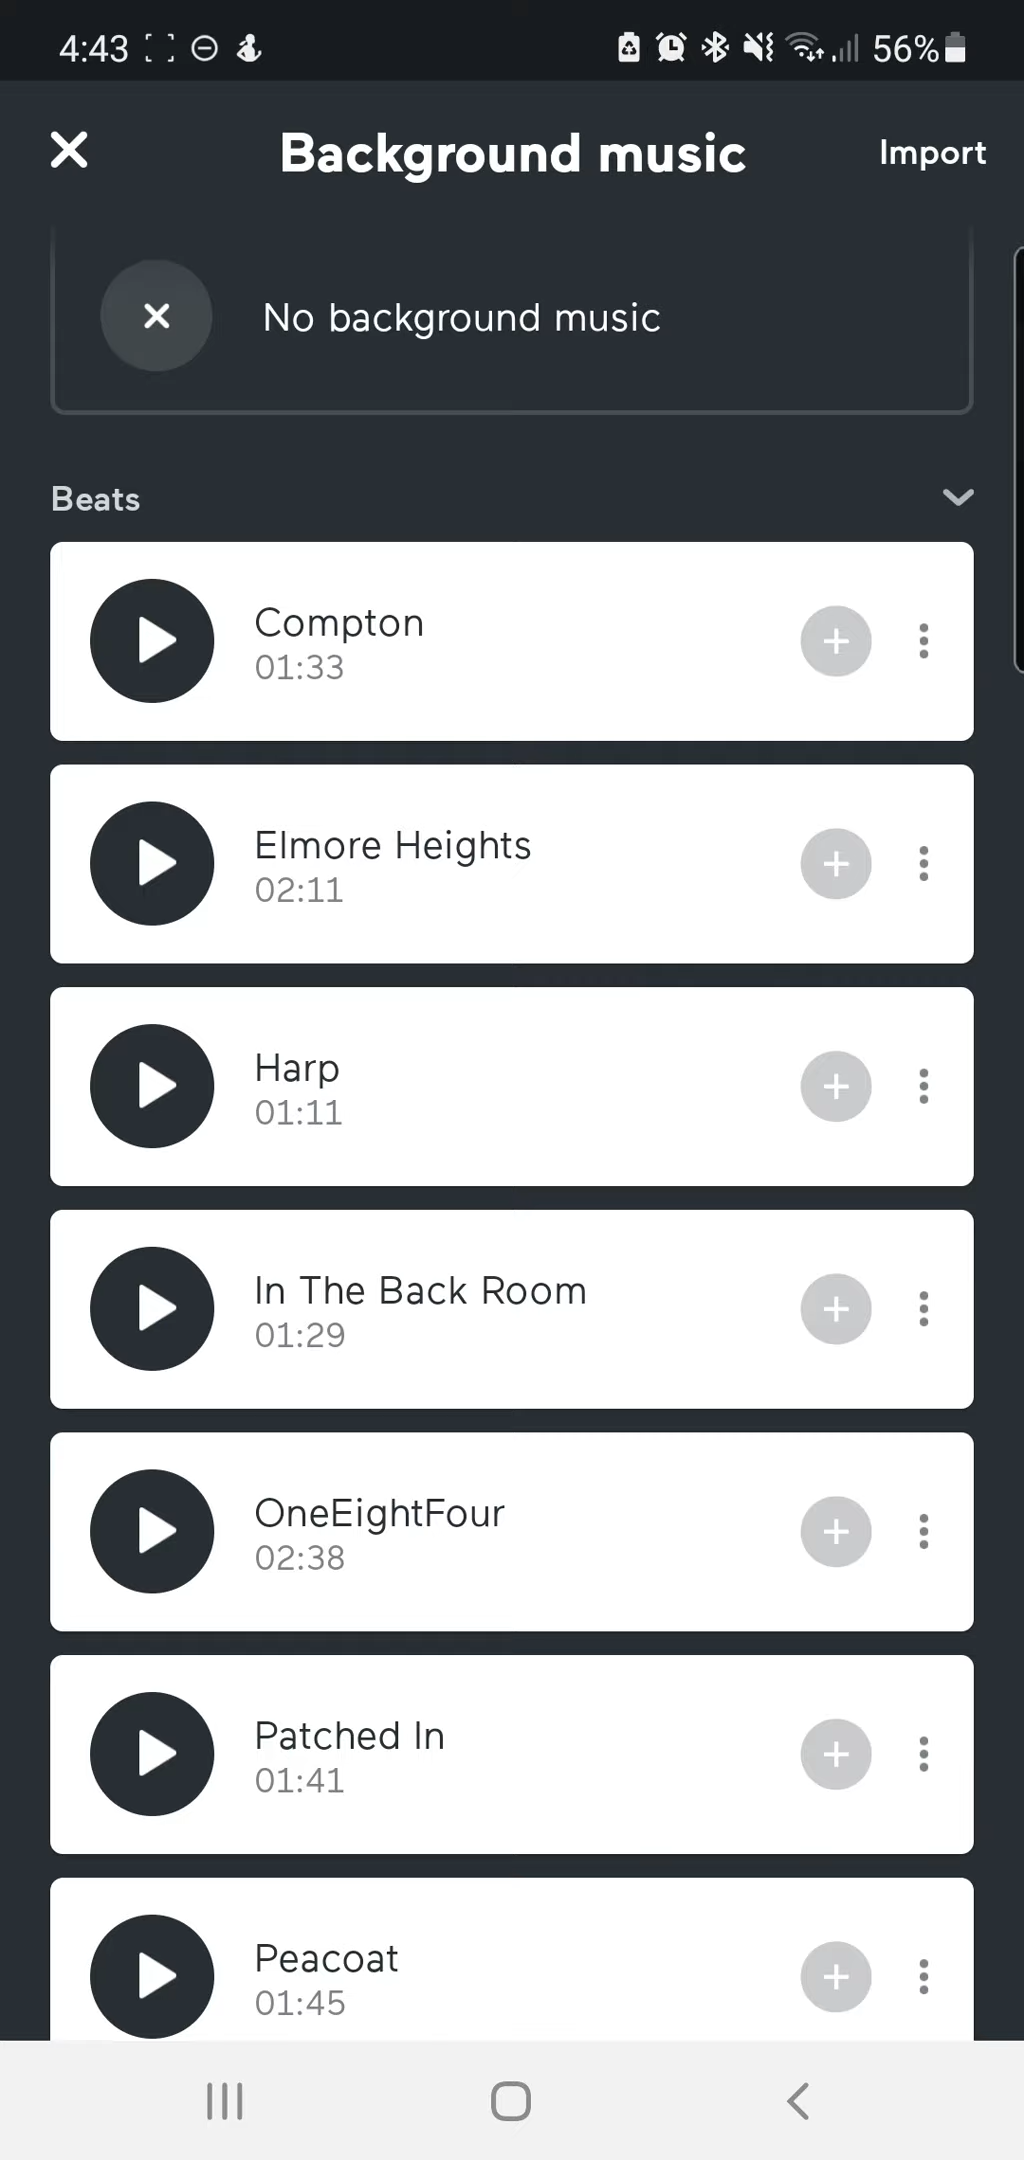 4:43 56%
Background music
Import
No background music
Beats
Compton
01:33
Elmore Heights
02:11
Harp
01:11
In The Back Room
01:29
OneEightFour
02:38
Patched In
01:41
Peacoat
01:45